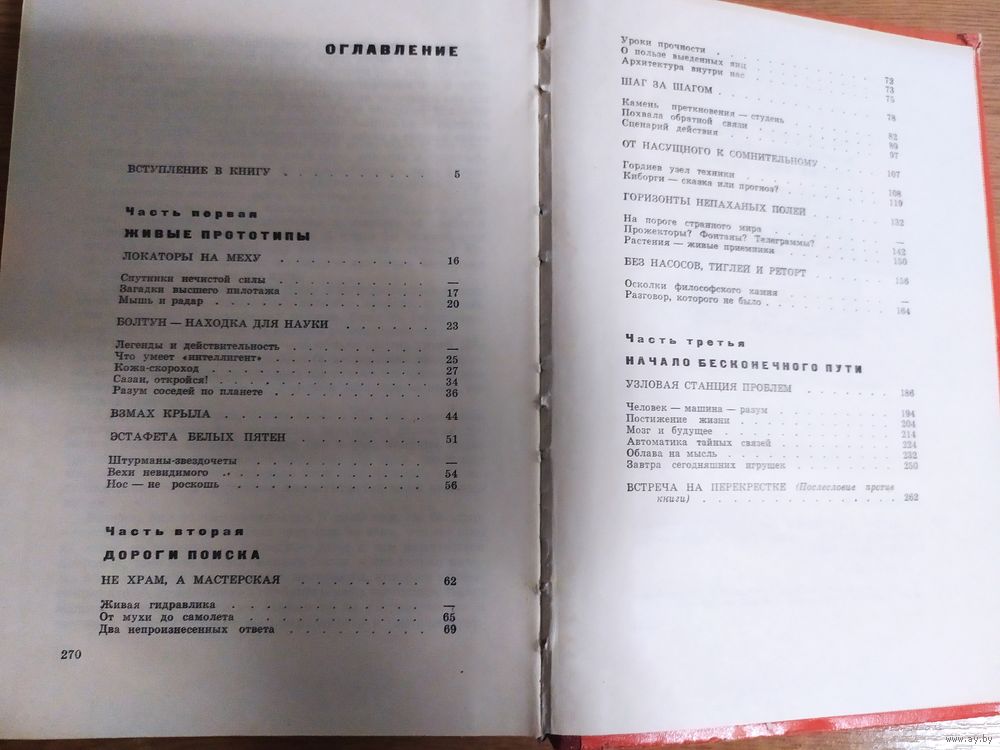 ОГЛАВЛЕНИЕ
ВСТУПЛЕНИЕ В КНИГУ . . . . . . . . . 5
Часть первая
ЖИВЫЕ ПРОТОТИПЫ
ЛОКАТОРЫ НА МЕХУ . . . . . . . . . 16
Спутники нечистой силы . . . . . . . . . —
Загадки высшего пилотажа . . . . . . . . . 17
Мышь и радар . . . . . . . . . 20
БОЛТУН — НАХОДКА ДЛЯ НАУКИ . . . . . . 23
Легенды и действительность . . . . . . . . . —
Что умеет «интеллигент» . . . . . . . . . 25
Кожа-скороход . . . . . . . . . 27
Сазан, откройся! . . . . . . . . . 34
Разум соседей по планете . . . . . . . . . 36
ВЗМАХ КРЫЛА . . . . . . . . . 44
ЭСТАФЕТА БЕЛЫХ ПЯТЕН . . . . . . . . . 51
Штурманы-звездочеты . . . . . . . . . —
Вехи невидимого . . . . . . . . . 54
Нос — не роскошь . . . . . . . . . 56
Часть вторая
ДОРОГИ ПОИСКА
НЕ ХРАМ, А МАСТЕРСКАЯ . . . . . . . 62
Живая гидравлика . . . . . . . . . —
От мухи до самолета . . . . . . . . . 65
Два непроизнесенных ответа . . . . . . . . 69
270
Уроки прочности . . . . . . . . . 72
О пользе выеденных яиц . . . . . . . . . 73
Архитектура внутри нас . . . . . . . . . 75
ШАГ ЗА ШАГОМ . . . . . . . . . 78
Камень преткновения — студень . . . . . . . . . 82
Похвала обратной связи . . . . . . . . . 89
Сценарий действия . . . . . . . . . 97
ОТ НАСУЩНОГО К СОМНИТЕЛЬНОМУ . . . . . 107
Гордиев узел техники . . . . . . . . . 108
Киборги — сказка или прогноз? . . . . . . . . . 119
ГОРИЗОНТЫ НЕПАХАНЫХ ПОЛЕЙ . . . . . . 132
На пороге странного мира . . . . . . . . . —
Прожекторы? Фонтаны? Телеграммы? . . . . . . 142
Растения — живые приемники . . . . . . . . . 150
БЕЗ НАСОСОВ, ТИГЛЕЙ И РЕТОРТ . . . . . . 156
Осколки философского камня . . . . . . . . . —
Разговор, которого не было . . . . . . . . . 164
Часть третья
НАЧАЛО БЕСКОНЕЧНОГО ПУТИ
УЗЛОВАЯ СТАНЦИЯ ПРОБЛЕМ . . . . . . . 186
Человек — машина — разум . . . . . . . . . 194
Постижение жизни . . . . . . . . . 204
Мозг и будущее . . . . . . . . . 214
Автоматика тайных связей . . . . . . . . . 224
Облава на мысль . . . . . . . . . 232
Завтра сегодняшних игрушек . . . . . . . . . 250
ВСТРЕЧА НА ПЕРЕКРЕСТКЕ (Послесловие против
книги) . . . . . . . . . 262
www.ay.by